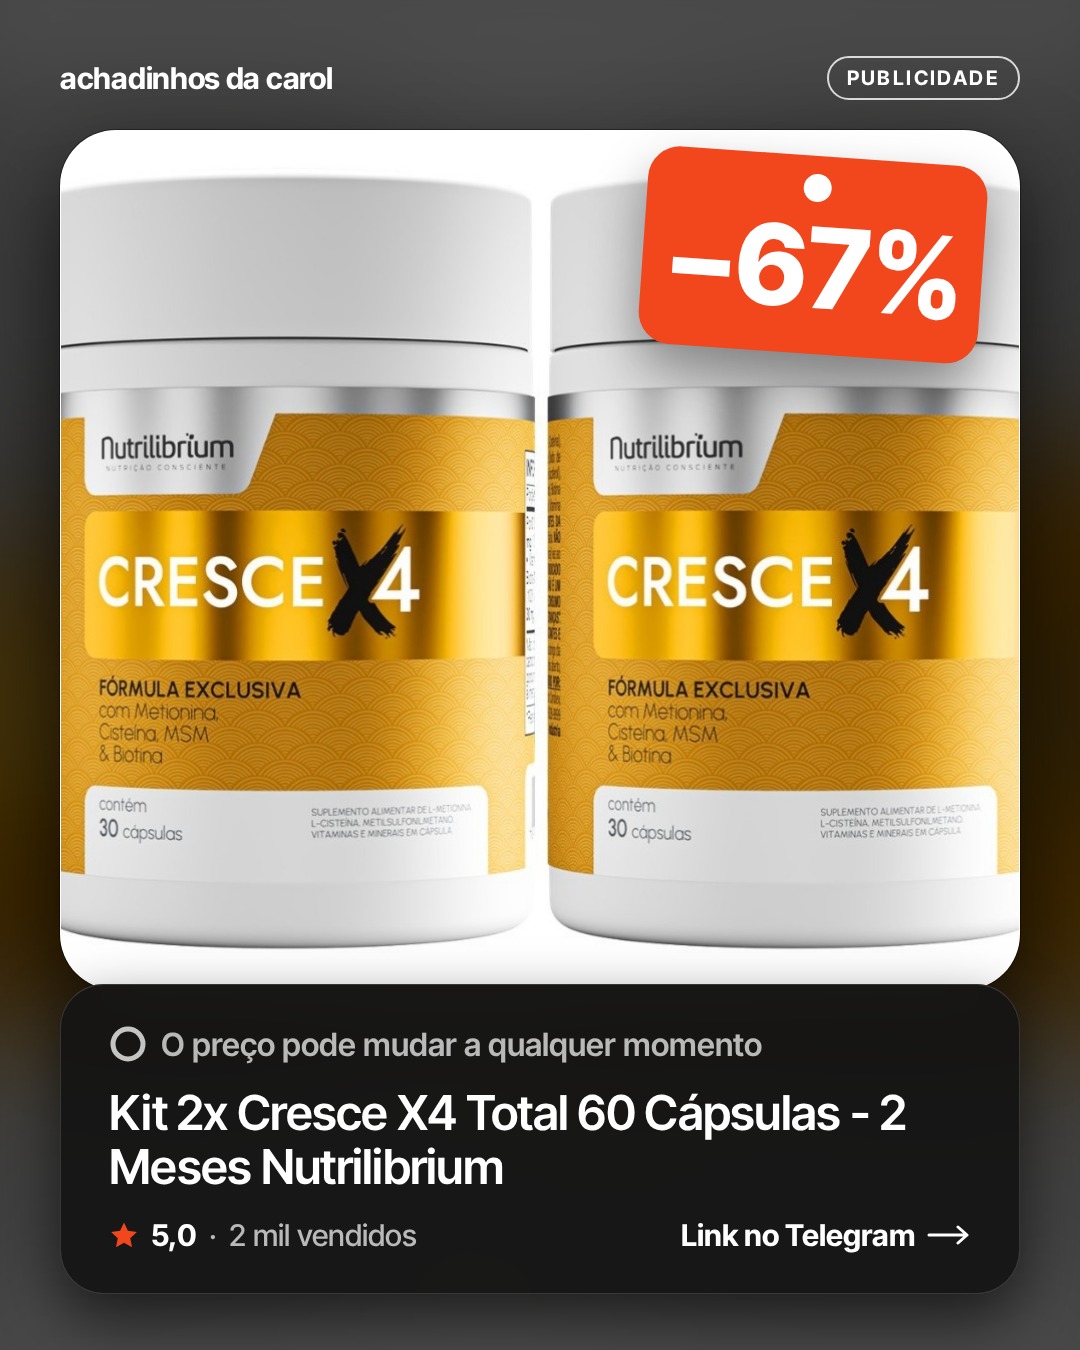 achadinhos da carol
PUBLICIDADE
–67%
Nutrilibrium
NUTRIÇÃO CONSCIENTE
CRESCE X4
FÓRMULA EXCLUSIVA
com Metionina,
Cisteína, MSM
& Biotina
contém
30 cápsulas
SUPLEMENTO ALIMENTAR DE L-METIONINA,
L-CISTEÍNA, METILSULFONILMETANO,
VITAMINAS E MINERAIS EM CÁPSULA
Nutrilibrium
NUTRIÇÃO CONSCIENTE
CRESCE X4
FÓRMULA EXCLUSIVA
com Metionina,
Cisteína, MSM
& Biotina
contém
30 cápsulas
SUPLEMENTO ALIMENTAR DE L-METIONINA,
L-CISTEÍNA, METILSULFONILMETANO,
VITAMINAS E MINERAIS EM CÁPSULA
O preço pode mudar a qualquer momento
Kit 2x Cresce X4 Total 60 Cápsulas - 2
Meses Nutrilibrium
5,0 · 2 mil vendidos
Link no Telegram →